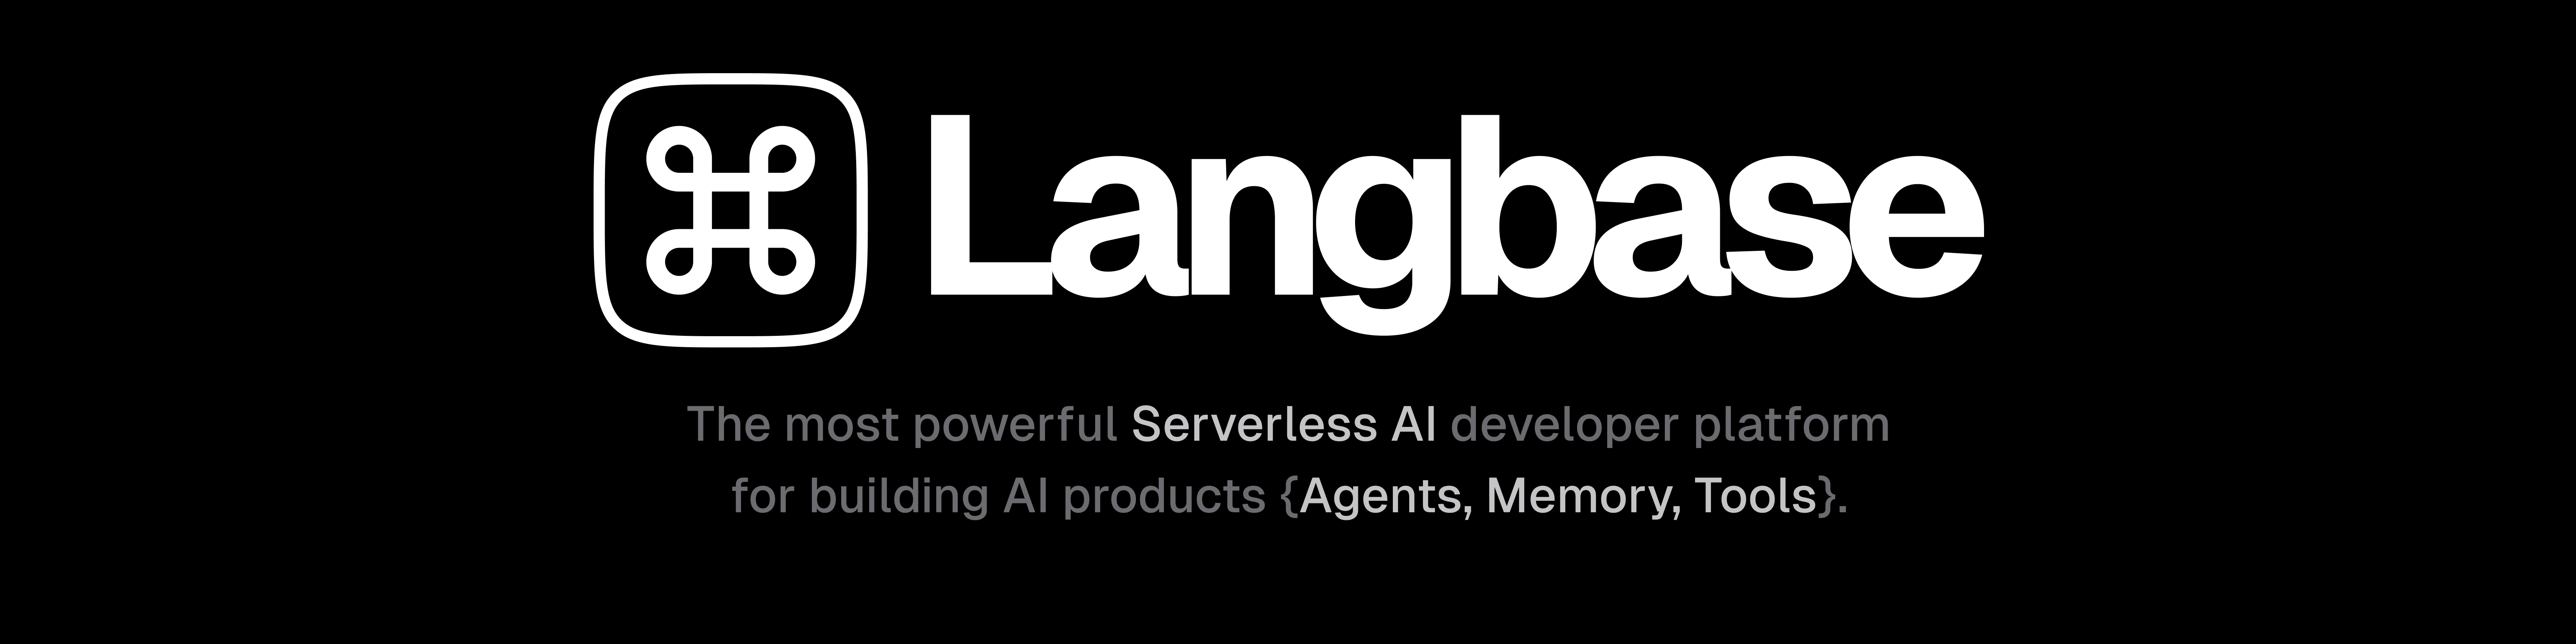 Langbase
The most powerful Serverless AI developer platform
for building AI products {Agents, Memory, Tools}.